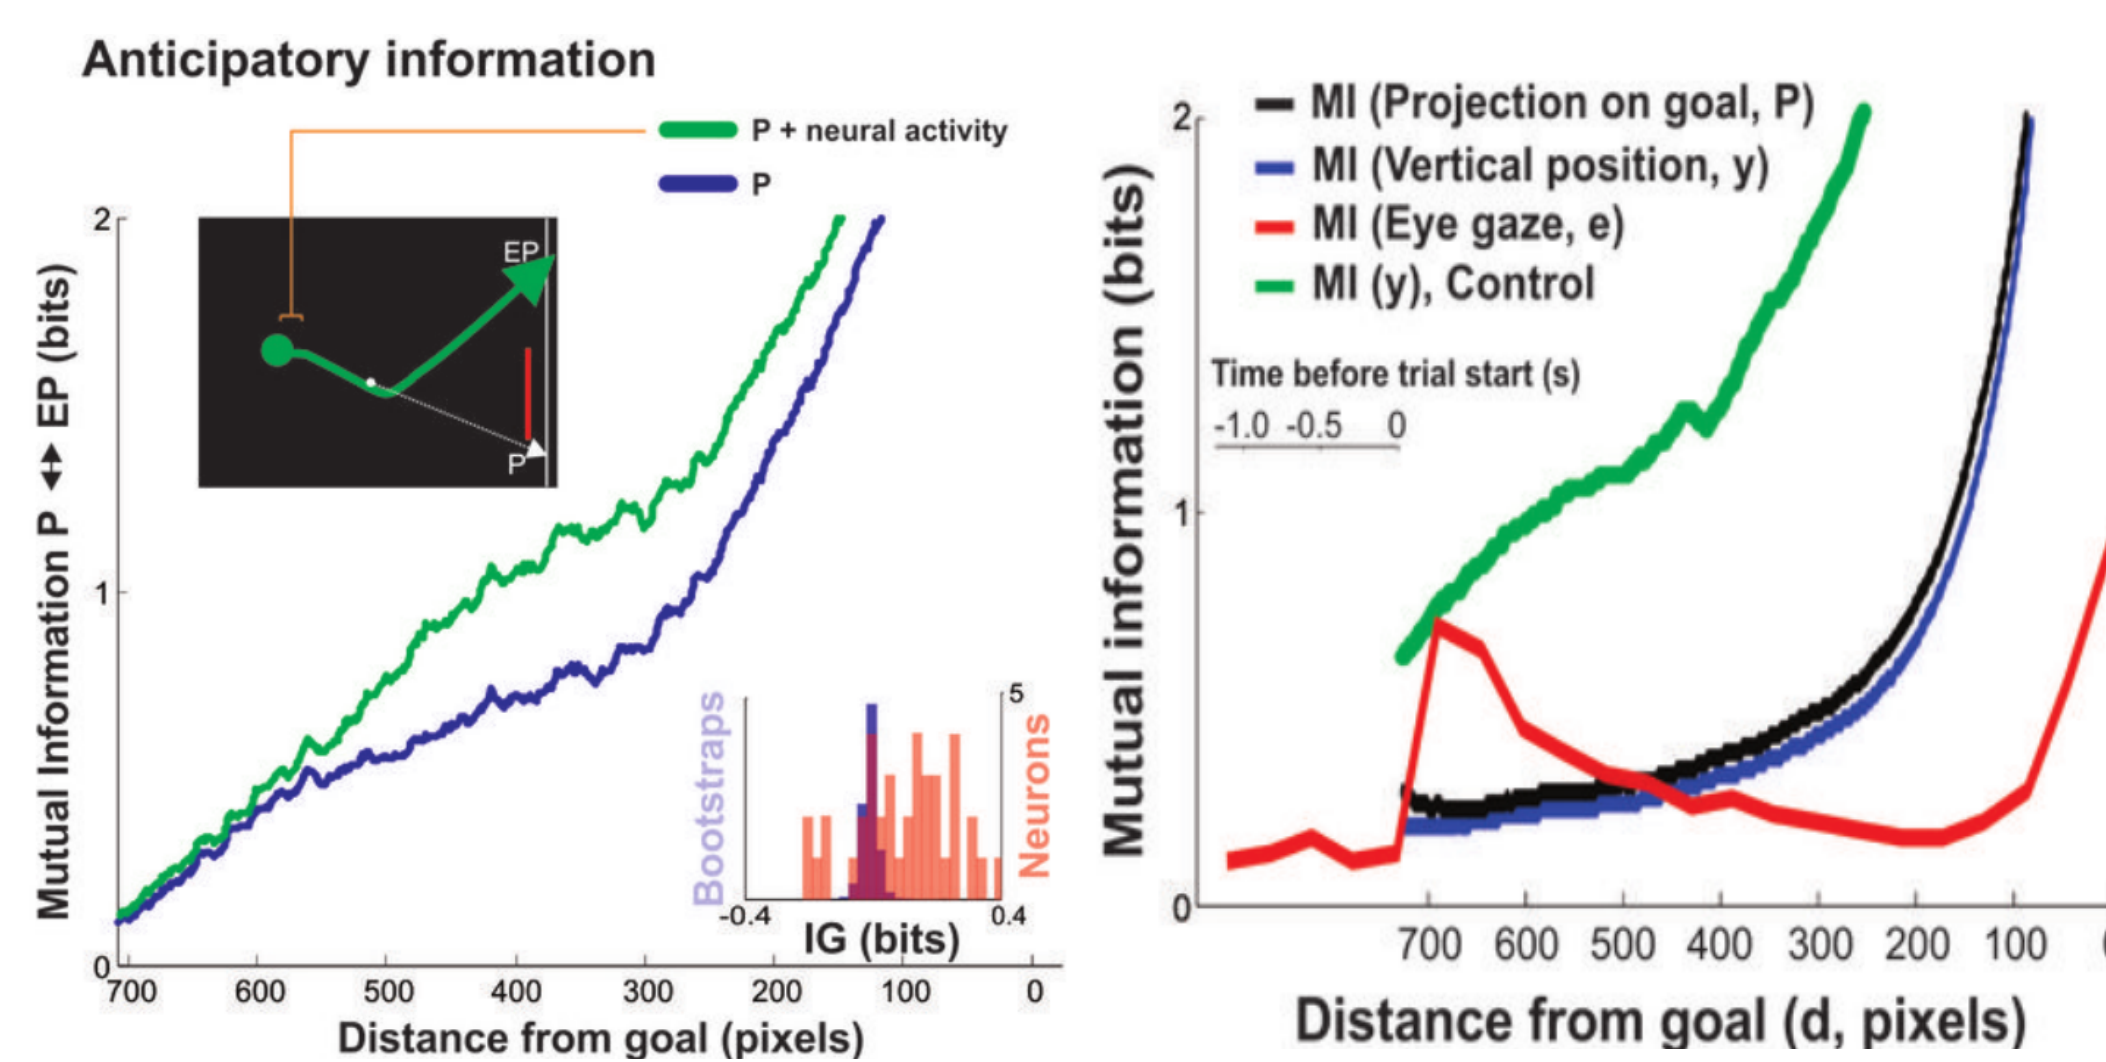 Anticipatory information
P + neural activity
P
2
1
0
Mutual Information P ◂▸ EP (bits)
EP
P
Bootstraps
5
Neurons
-0.4
0.4
IG (bits)
700 600 500 400 300 200 100 0
Distance from goal (pixels)
MI (Projection on goal, P)
MI (Vertical position, y)
MI (Eye gaze, e)
MI (y), Control
2
1
0
Mutual information (bits)
Time before trial start (s)
-1.0 -0.5 0
700 600 500 400 300 200 100
Distance from goal (d, pixels)